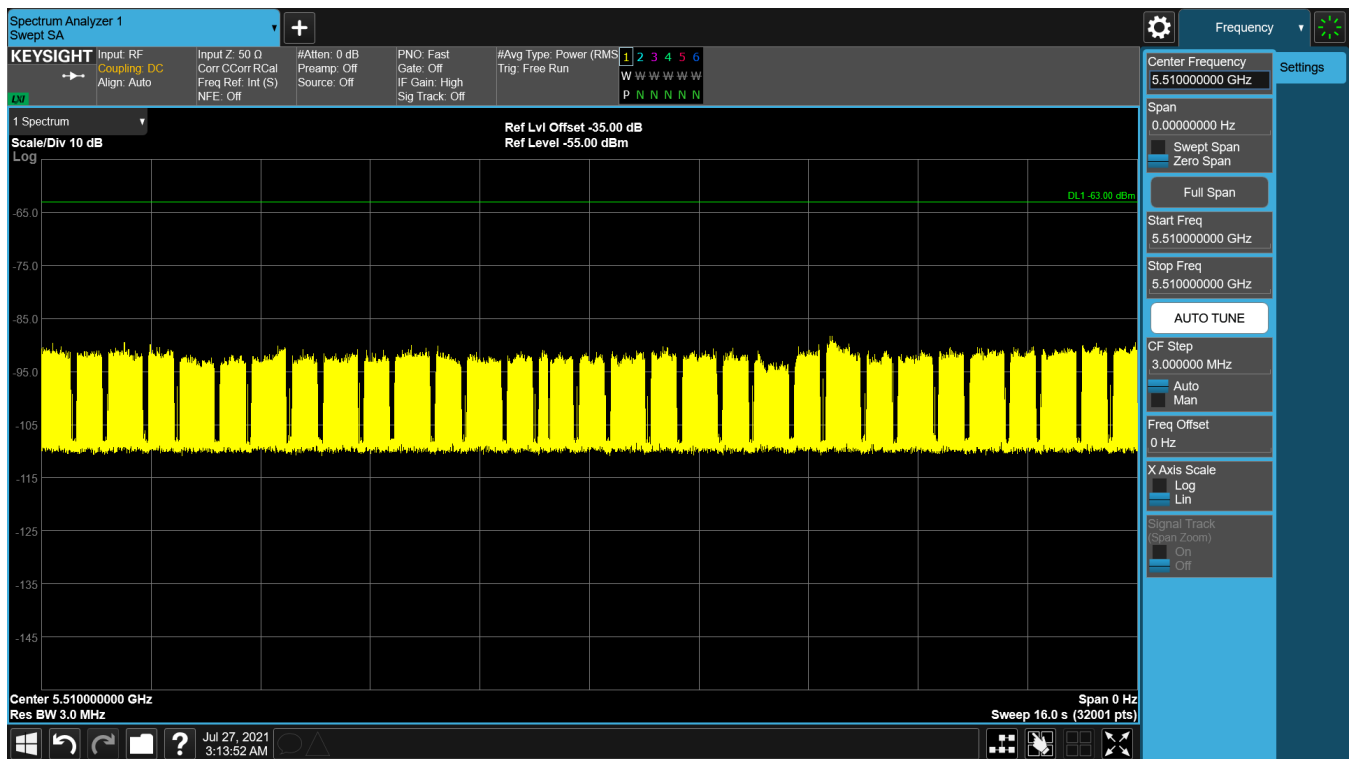 Spectrum Analyzer 1
Swept SA
Frequency
KEYSIGHT
LXI
Input: RF
Coupling: DC
Align: Auto
Input Z: 50 Ω
Corr CCorr RCal
Freq Ref: Int (S)
NFE: Off
#Atten: 0 dB
Preamp: Off
Source: Off
PNO: Fast
Gate: Off
IF Gain: High
Sig Track: Off
#Avg Type: Power (RMS
Trig: Free Run
1 2 3 4 5 6
W W W W W W
P N N N N N
1 Spectrum
Scale/Div 10 dB
Log
Ref Lvl Offset -35.00 dB
Ref Level -55.00 dBm
DL1 -63.00 dBm
-65.0
-75.0
-85.0
-95.0
-105
-115
-125
-135
-145
Center 5.510000000 GHz
Res BW 3.0 MHz
Span 0 Hz
Sweep 16.0 s (32001 pts)
Center Frequency
5.510000000 GHz
Settings
Span
0.00000000 Hz
Swept Span
Zero Span
Full Span
Start Freq
5.510000000 GHz
Stop Freq
5.510000000 GHz
AUTO TUNE
CF Step
3.000000 MHz
Auto
Man
Freq Offset
0 Hz
X Axis Scale
Log
Lin
Signal Track
(Span Zoom)
On
Off
?
Jul 27, 2021
3:13:52 AM